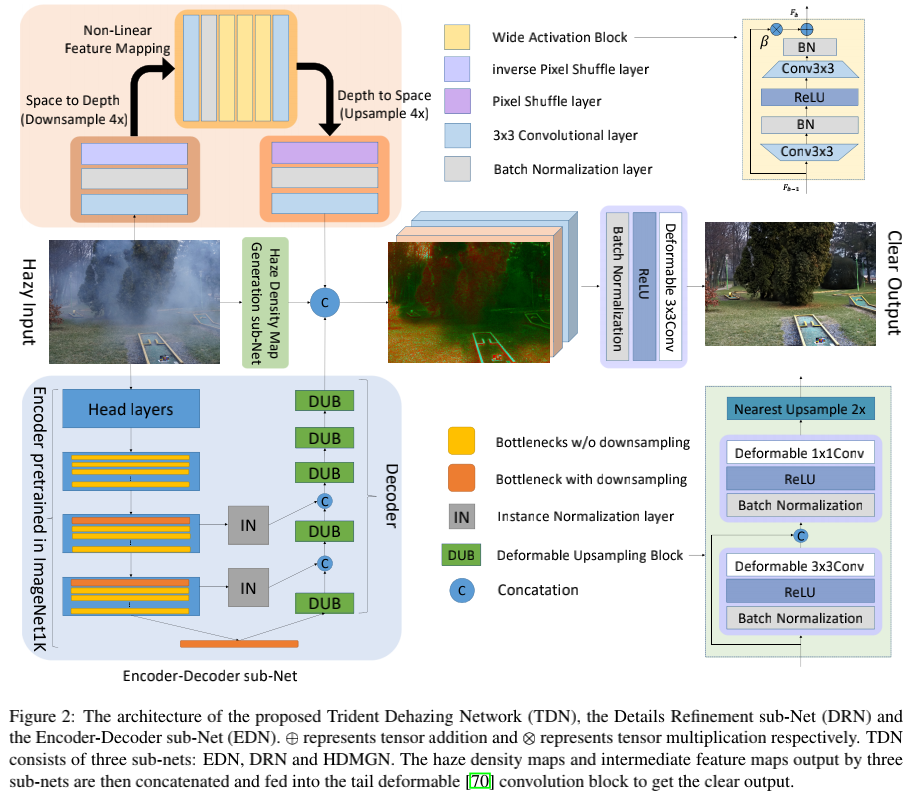 Non-Linear
Feature Mapping
Space to Depth
(Downsample 4x)
Depth to Space
(Upsample 4x)
Wide Activation Block
inverse Pixel Shuffle layer
Pixel Shuffle layer
3x3 Convolutional layer
Batch Normalization layer
F_b
β
BN
Conv3x3
ReLU
BN
Conv3x3
F_{b-1}
Hazy Input
Haze Density Map
Generation sub-Net
C
Batch Normalization
ReLU
Deformable 3x3Conv
Clear Output
Encoder pretrained in ImageNet1K
Head layers
IN
IN
DUB
DUB
DUB
C
DUB
C
DUB
Decoder
Encoder-Decoder sub-Net
Bottlenecks w/o downsampling
Bottleneck with downsampling
IN
Instance Normalization layer
DUB
Deformable Upsampling Block
C
Concatation
Nearest Upsample 2x
Deformable 1x1Conv
ReLU
Batch Normalization
C
Deformable 3x3Conv
ReLU
Batch Normalization
Figure 2: The architecture of the proposed Trident Dehazing Network (TDN), the Details Refinement sub-Net (DRN) and
the Encoder-Decoder sub-Net (EDN). ⊕ represents tensor addition and ⊗ represents tensor multiplication respectively. TDN
consists of three sub-nets: EDN, DRN and HDMGN. The haze density maps and intermediate feature maps output by three
sub-nets are then concatenated and fed into the tail deformable [70] convolution block to get the clear output.